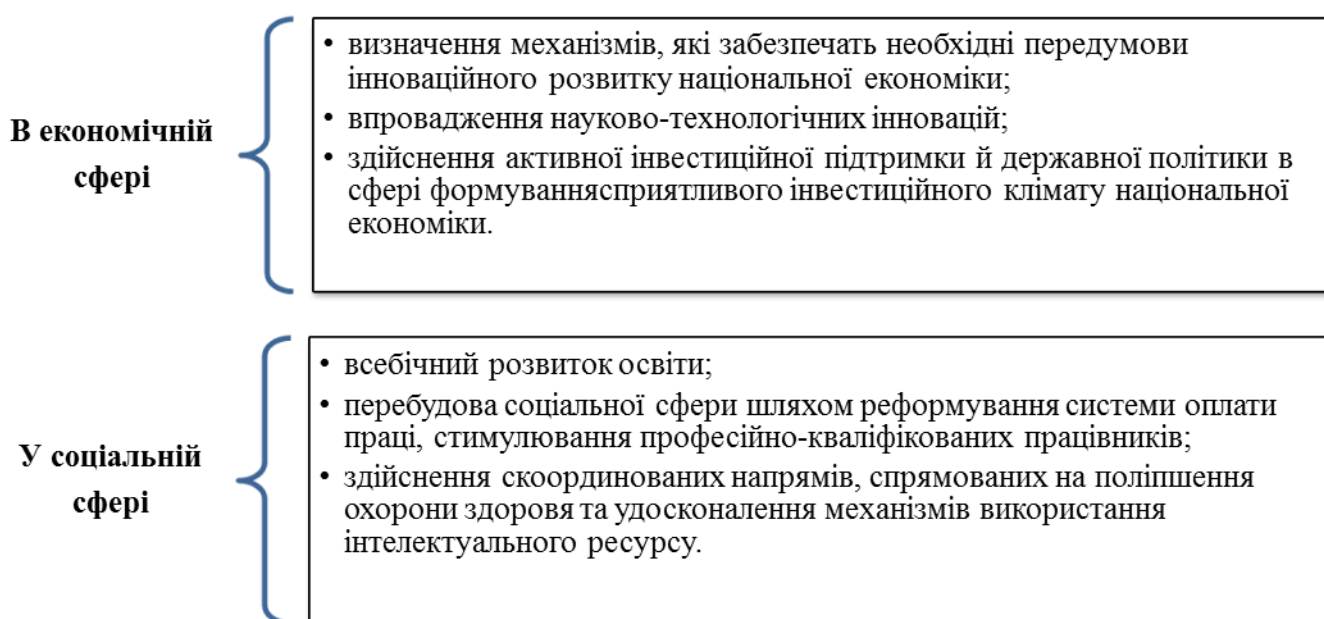 В економічній
сфері
• визначення механізмів, які забезпечать необхідні передумови
інноваційного розвитку національної економіки;
• впровадження науково-технологічних інновацій;
• здійснення активної інвестиційної підтримки й державної політики в
сфері формуваннясприятливого інвестиційного клімату національної
економіки.
У соціальній
сфері
• всебічний розвиток освіти;
• перебудова соціальної сфери шляхом реформування системи оплати
праці, стимулювання професійно-кваліфікованих працівників;
• здійснення скоординованих напрямів, спрямованих на поліпшення
охорони здоровя та удосконалення механізмів використання
інтелектуального ресурсу.